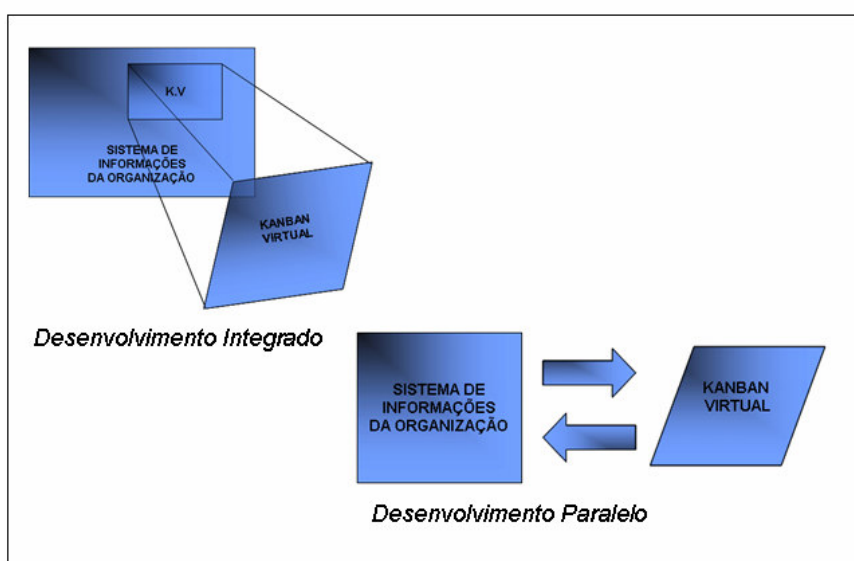 K.V
SISTEMA DE
INFORMAÇÕES
DA ORGANIZAÇÃO
KANBAN
VIRTUAL
Desenvolvimento Integrado
SISTEMA DE
INFORMAÇÕES
DA ORGANIZAÇÃO
KANBAN
VIRTUAL
Desenvolvimento Paralelo